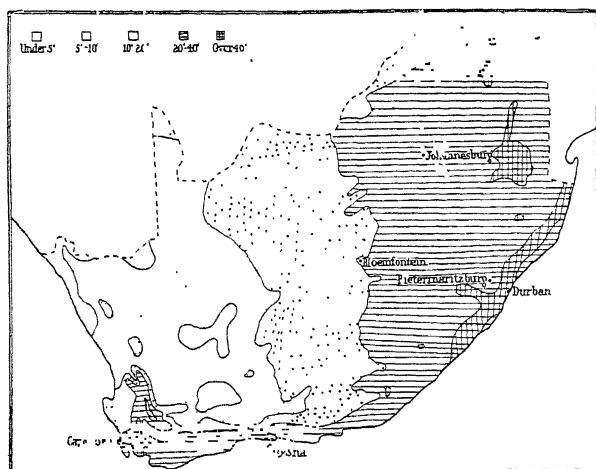 Under 5" 5"-10" 10" 20" 20"-40" Over 40"
Johannesburg
Bloemfontein
Pietermaritzburg
Durban